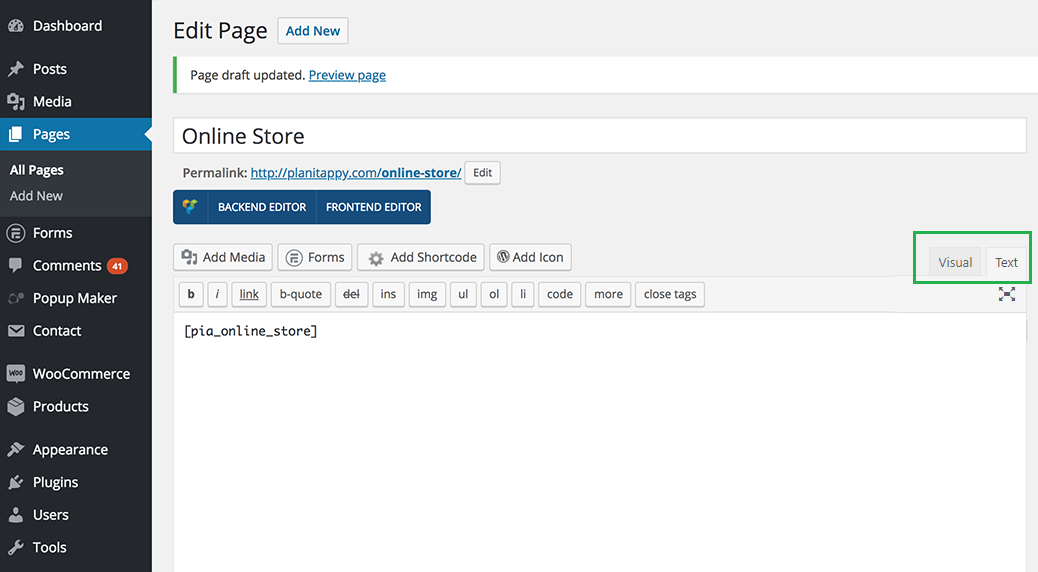 Dashboard
Posts
Media
Pages
All Pages
Add New
Forms
Comments 41
Popup Maker
Contact
WOO WooCommerce
Products
Appearance
Plugins
Users
Tools
Edit Page Add New
Page draft updated. Preview page
Online Store
Permalink: http://planitappy.com/online-store/ Edit
BACKEND EDITOR FRONTEND EDITOR
Add Media Forms Add Shortcode Add Icon Visual Text
b i link b-quote del ins img ul ol li code more close tags
[pia_online_store]